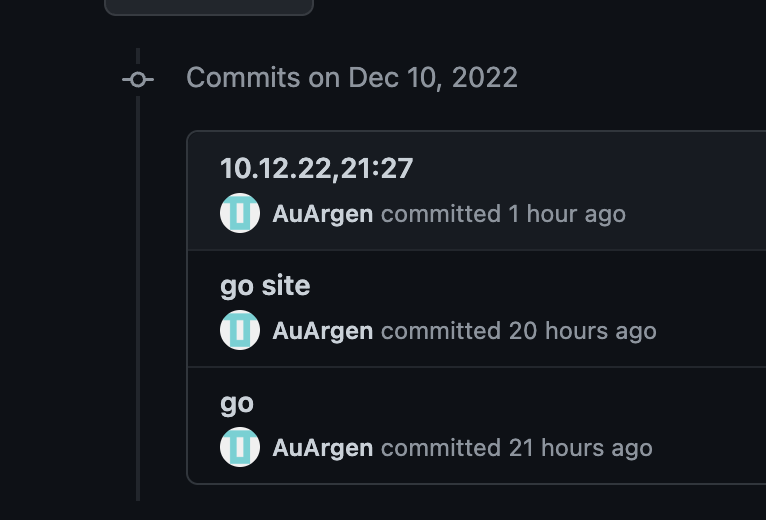 Commits on Dec 10, 2022
10.12.22,21:27
AuArgen committed 1 hour ago
go site
AuArgen committed 20 hours ago
go
AuArgen committed 21 hours ago